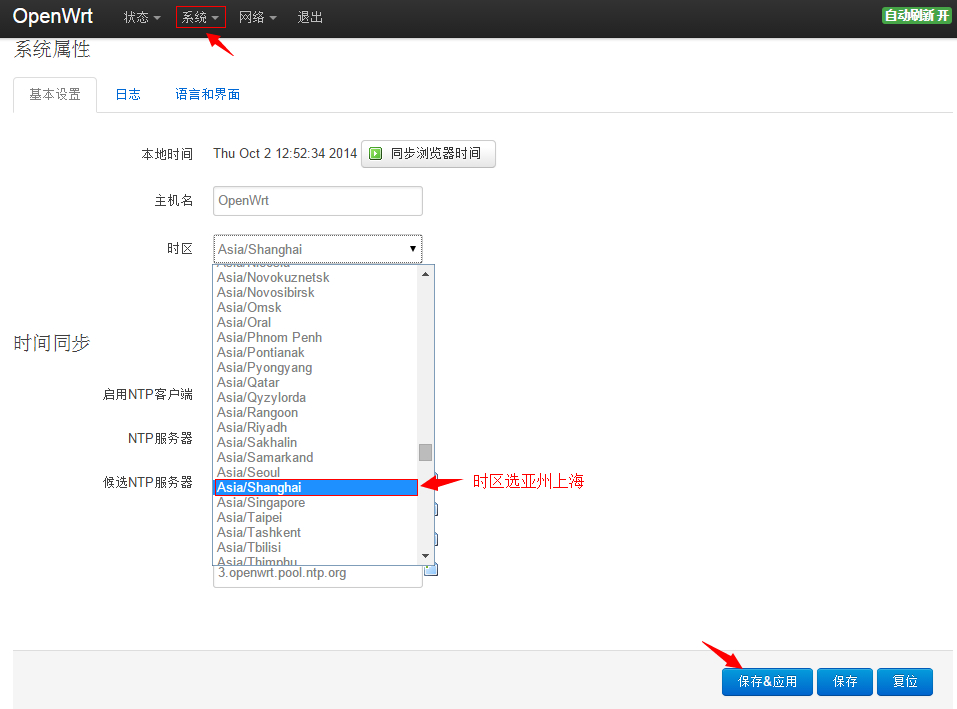 OpenWrt 状态 系统 网络 退出 自动刷新 开
系统属性
基本设置 日志 语言和界面
本地时间 Thu Oct 2 12:52:34 2014 同步浏览器时间
主机名 OpenWrt
时区 Asia/Shanghai
Asia/Novokuznetsk
Asia/Novosibirsk
Asia/Omsk
Asia/Oral
Asia/Phnom Penh
时间同步
Asia/Pontianak
Asia/Pyongyang
Asia/Qatar
启用NTP客户端
Asia/Qyzylorda
Asia/Rangoon
Asia/Riyadh
NTP服务器
Asia/Sakhalin
Asia/Samarkand
Asia/Seoul
候选NTP服务器
Asia/Shanghai 时区选亚州上海
Asia/Singapore
Asia/Taipei
Asia/Tashkent
Asia/Tbilisi
Asia/Thimphu
3.openwrt.pool.ntp.org
保存&应用 保存 复位